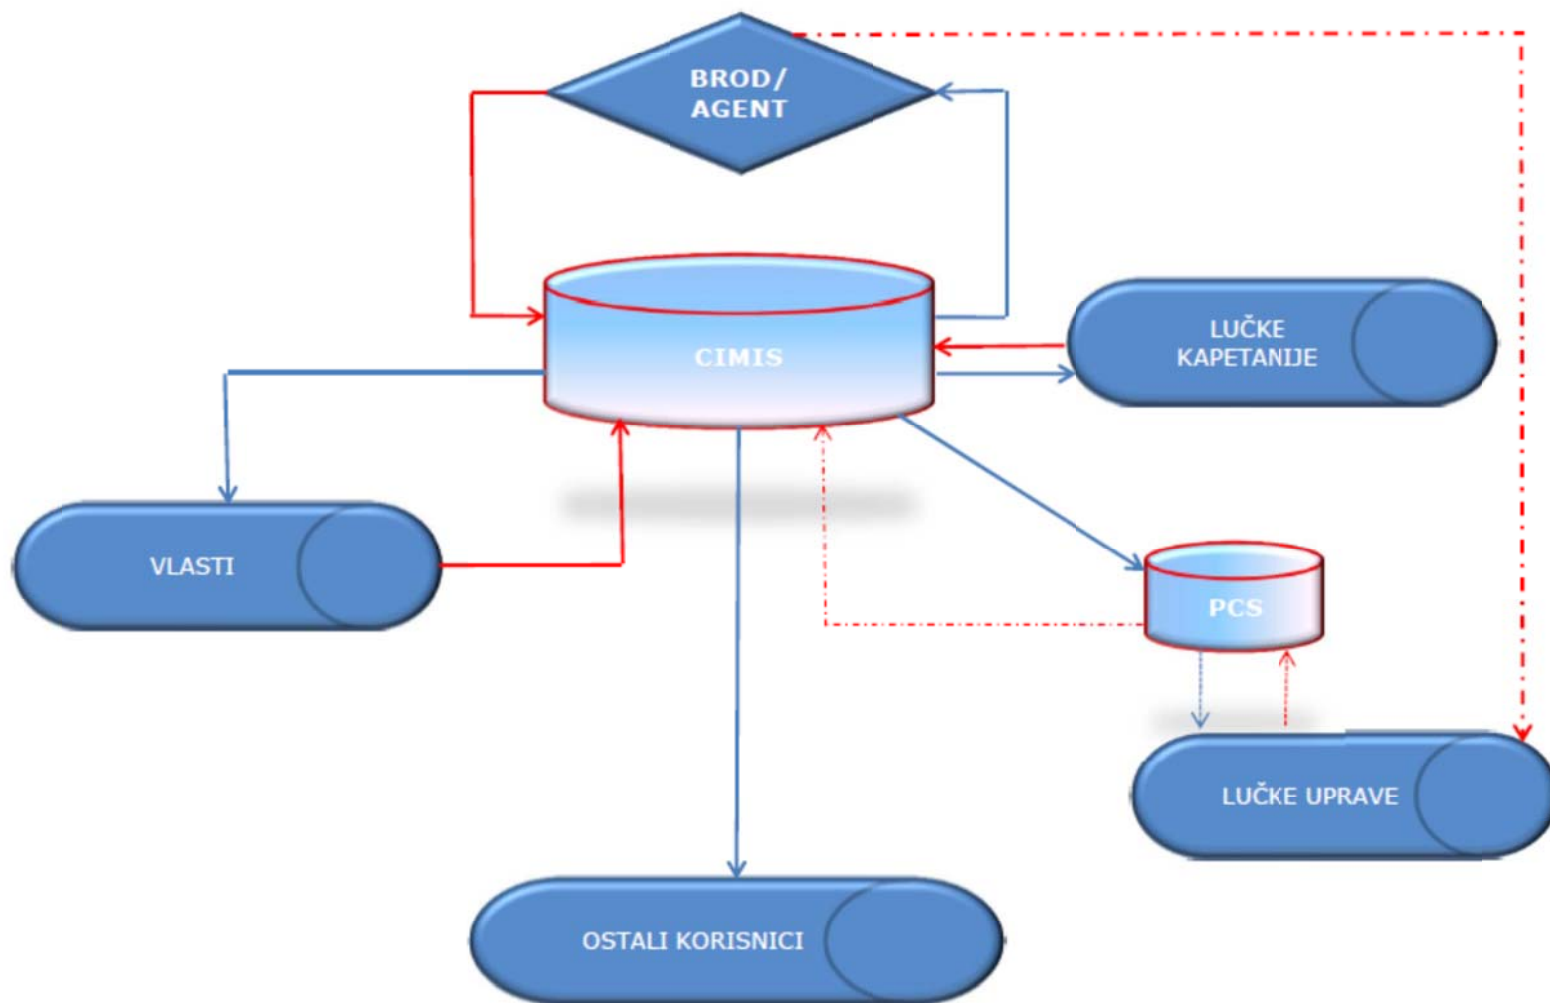 BROD/
AGENT
LUČKE
KAPETANIJE
CIMIS
VLASTI
PCS
LUČKE UPRAVE
OSTALI KORISNICI